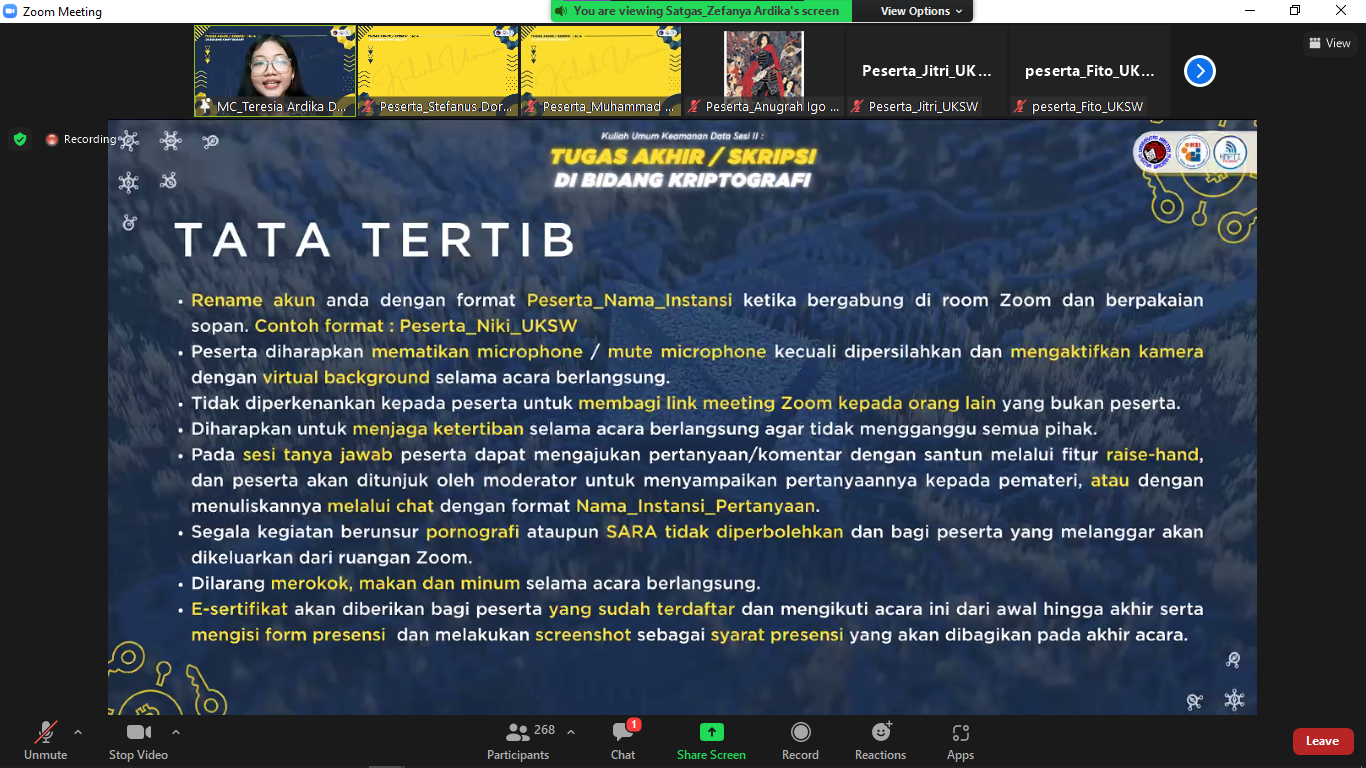 Zoom Meeting
You are viewing Satgas_Zefanya Ardika's screen
View Options
View
MC_Teresia Ardika D...
Peserta_Stefanus Dor...
Peserta_Muhammad ...
Peserta_Anugrah Igo ...
Peserta_Jitri_UK...
Peserta_Jitri_UKSW
peserta_Fito_UK...
peserta_Fito_UKSW
Recording
Kuliah Umum Keamanan Data Sesi II :
TUGAS AKHIR / SKRIPSI
DI BIDANG KRIPTOGRAFI
TATA TERTIB
• Rename akun anda dengan format Peserta_Nama_Instansi ketika bergabung di room Zoom dan berpakaian
sopan. Contoh format : Peserta_Niki_UKSW
• Peserta diharapkan mematikan microphone / mute microphone kecuali dipersilahkan dan mengaktifkan kamera
dengan virtual background selama acara berlangsung.
• Tidak diperkenankan kepada peserta untuk membagi link meeting Zoom kepada orang lain yang bukan peserta.
• Diharapkan untuk menjaga ketertiban selama acara berlangsung agar tidak mengganggu semua pihak.
• Pada sesi tanya jawab peserta dapat mengajukan pertanyaan/komentar dengan santun melalui fitur raise-hand,
dan peserta akan ditunjuk oleh moderator untuk menyampaikan pertanyaannya kepada pemateri, atau dengan
menuliskannya melalui chat dengan format Nama_Instansi_Pertanyaan.
• Segala kegiatan berunsur pornografi ataupun SARA tidak diperbolehkan dan bagi peserta yang melanggar akan
dikeluarkan dari ruangan Zoom.
• Dilarang merokok, makan dan minum selama acara berlangsung.
• E-sertifikat akan diberikan bagi peserta yang sudah terdaftar dan mengikuti acara ini dari awal hingga akhir serta
mengisi form presensi dan melakukan screenshot sebagai syarat presensi yang akan dibagikan pada akhir acara.
Unmute
Stop Video
268
Participants
1
Chat
Share Screen
Record
Reactions
Apps
Leave